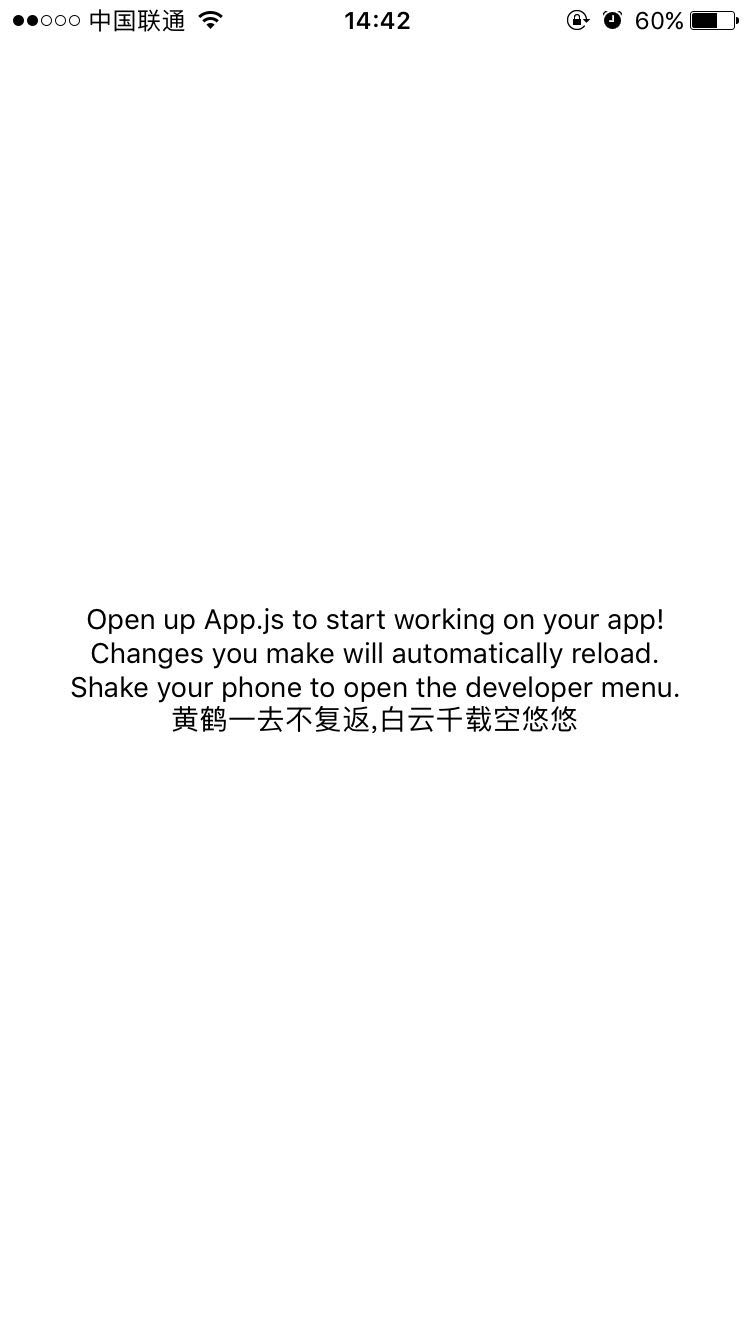 中国联通 14:42 60%
Open up App.js to start working on your app!
Changes you make will automatically reload.
Shake your phone to open the developer menu.
黄鹤一去不复返,白云千载空悠悠